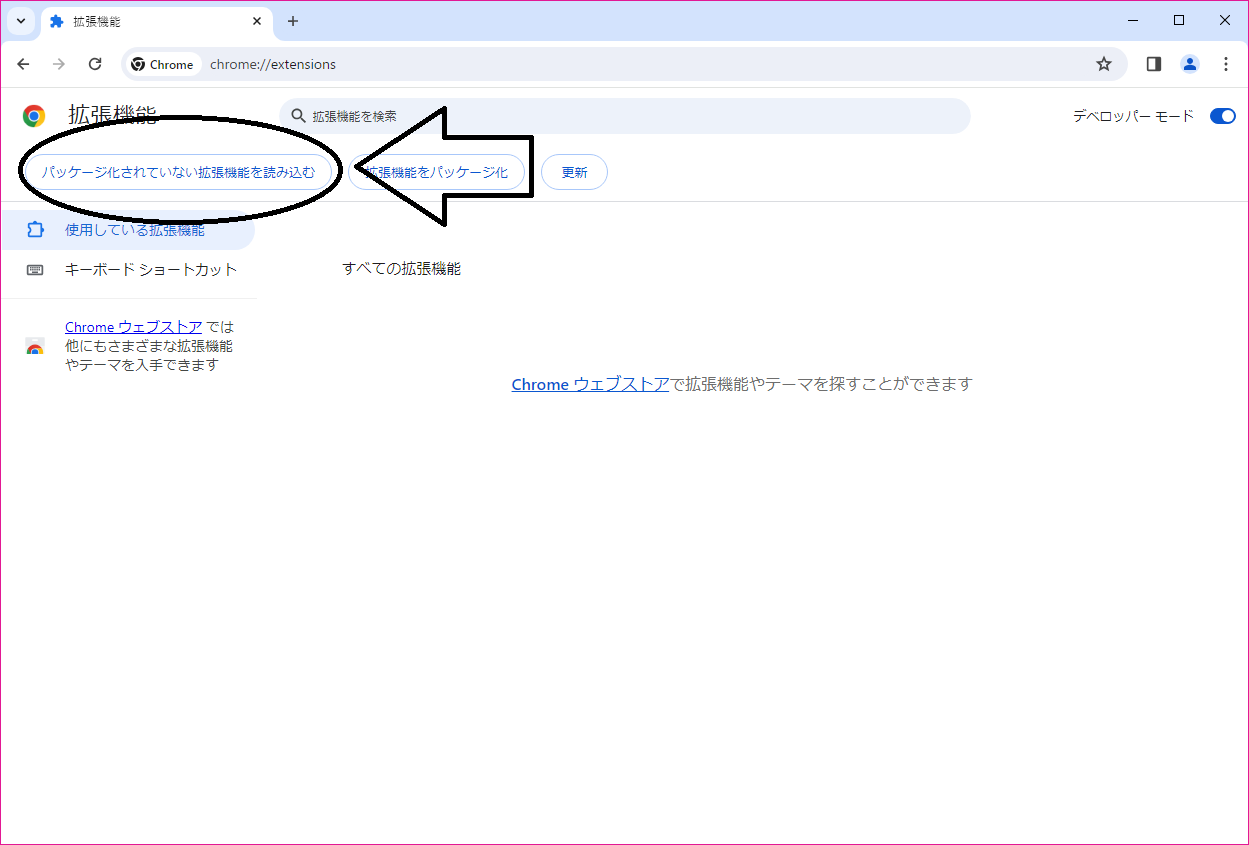 拡張機能
Chrome
chrome://extensions
拡張機能
拡張機能を検索
デベロッパー モード
パッケージ化されていない拡張機能を読み込む
拡張機能をパッケージ化
更新
使用している拡張機能
キーボード ショートカット
すべての拡張機能
Chrome ウェブストア では
他にもさまざまな拡張機能
やテーマを入手できます
Chrome ウェブストアで拡張機能やテーマを探すことができます